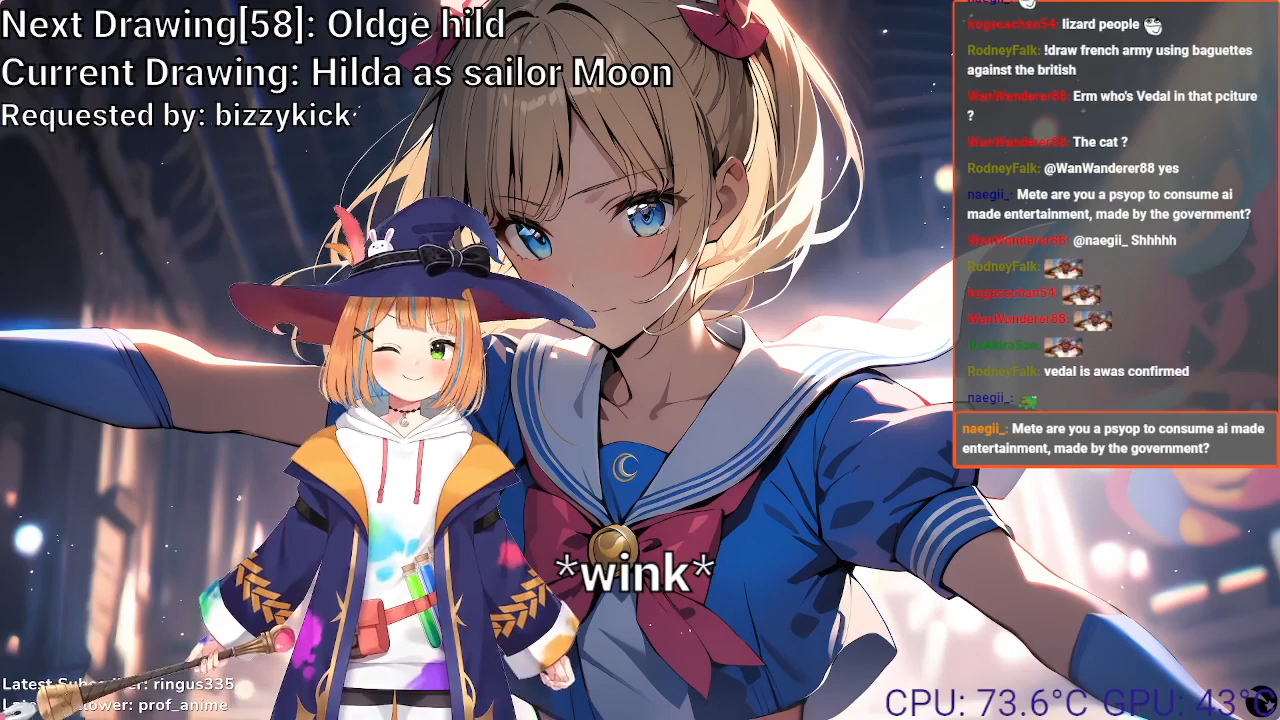 Next Drawing[58]: Oldge hild
Current Drawing: Hilda as sailor Moon
Requested by: bizzykick
kogasachan54: lizard people
RodneyFalk: !draw french army using baguettes
against the british
WanWanderer88: Erm who's Vedal in that pciture
?
WanWanderer88: The cat ?
RodneyFalk: @WanWanderer88 yes
naegii_: Mete are you a psyop to consume ai
made entertainment, made by the government?
WanWanderer88: @naegii_ Shhhhh
RodneyFalk:
kogasachan54
WanWanderer88
RodneyFalk: vedal is awas confirmed
naegii_:
naegii_: Mete are you a psyop to consume ai made
entertainment, made by the government?
*wink*
Latest Subscriber: ringus335
prof_anime
CPU: 73.6°C GPU: 43°C